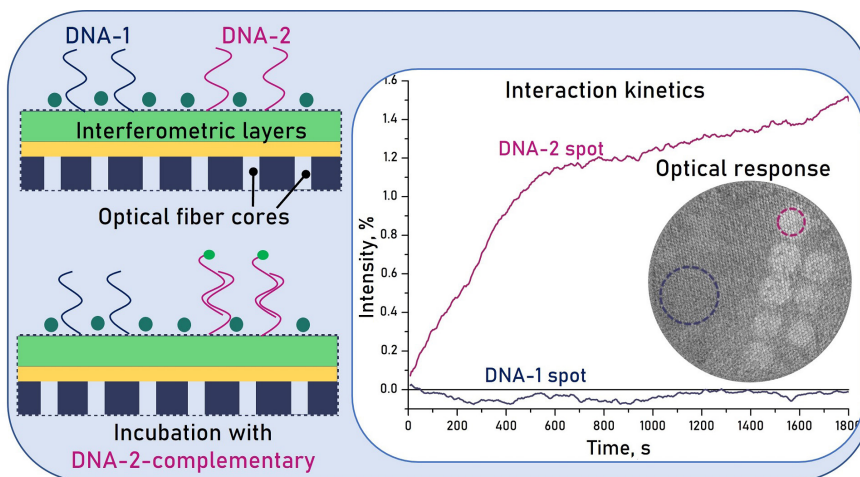 DNA-1
DNA-2
Interferometric layers
Optical fiber cores
Incubation with
DNA-2-complementary
Interaction kinetics
DNA-2 spot
Optical response
DNA-1 spot
Intensity, %
1.6
1.4
1.2
1.0
0.8
0.6
0.4
0.2
0.0
0 200 400 600 800 1000 1200 1400 1600 1800
Time, s